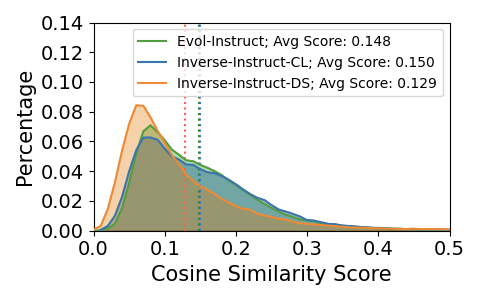 0.14
0.12
0.10
0.08
0.06
0.04
0.02
0.00
Percentage
Evol-Instruct; Avg Score: 0.148
Inverse-Instruct-CL; Avg Score: 0.150
Inverse-Instruct-DS; Avg Score: 0.129
0.0 0.1 0.2 0.3 0.4 0.5
Cosine Similarity Score